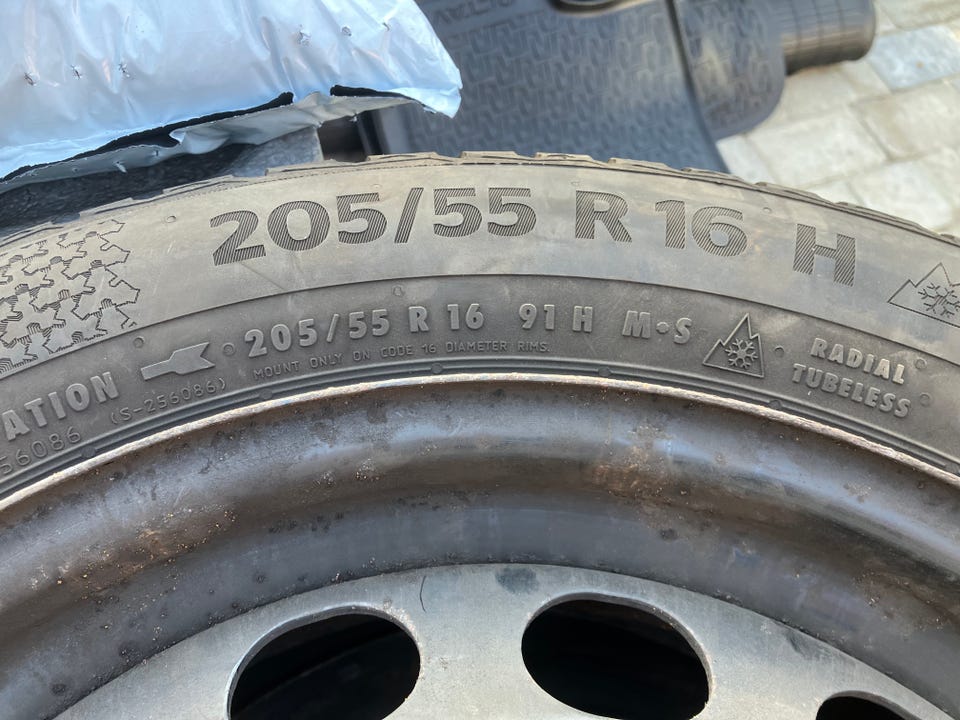 205/55 R 16 H
205/55 R 16 91 H M•S
RADIAL
TUBELESS
MOUNT ONLY ON CODE 16 DIAMETER RIMS.
ATION
56086 (S-256086)